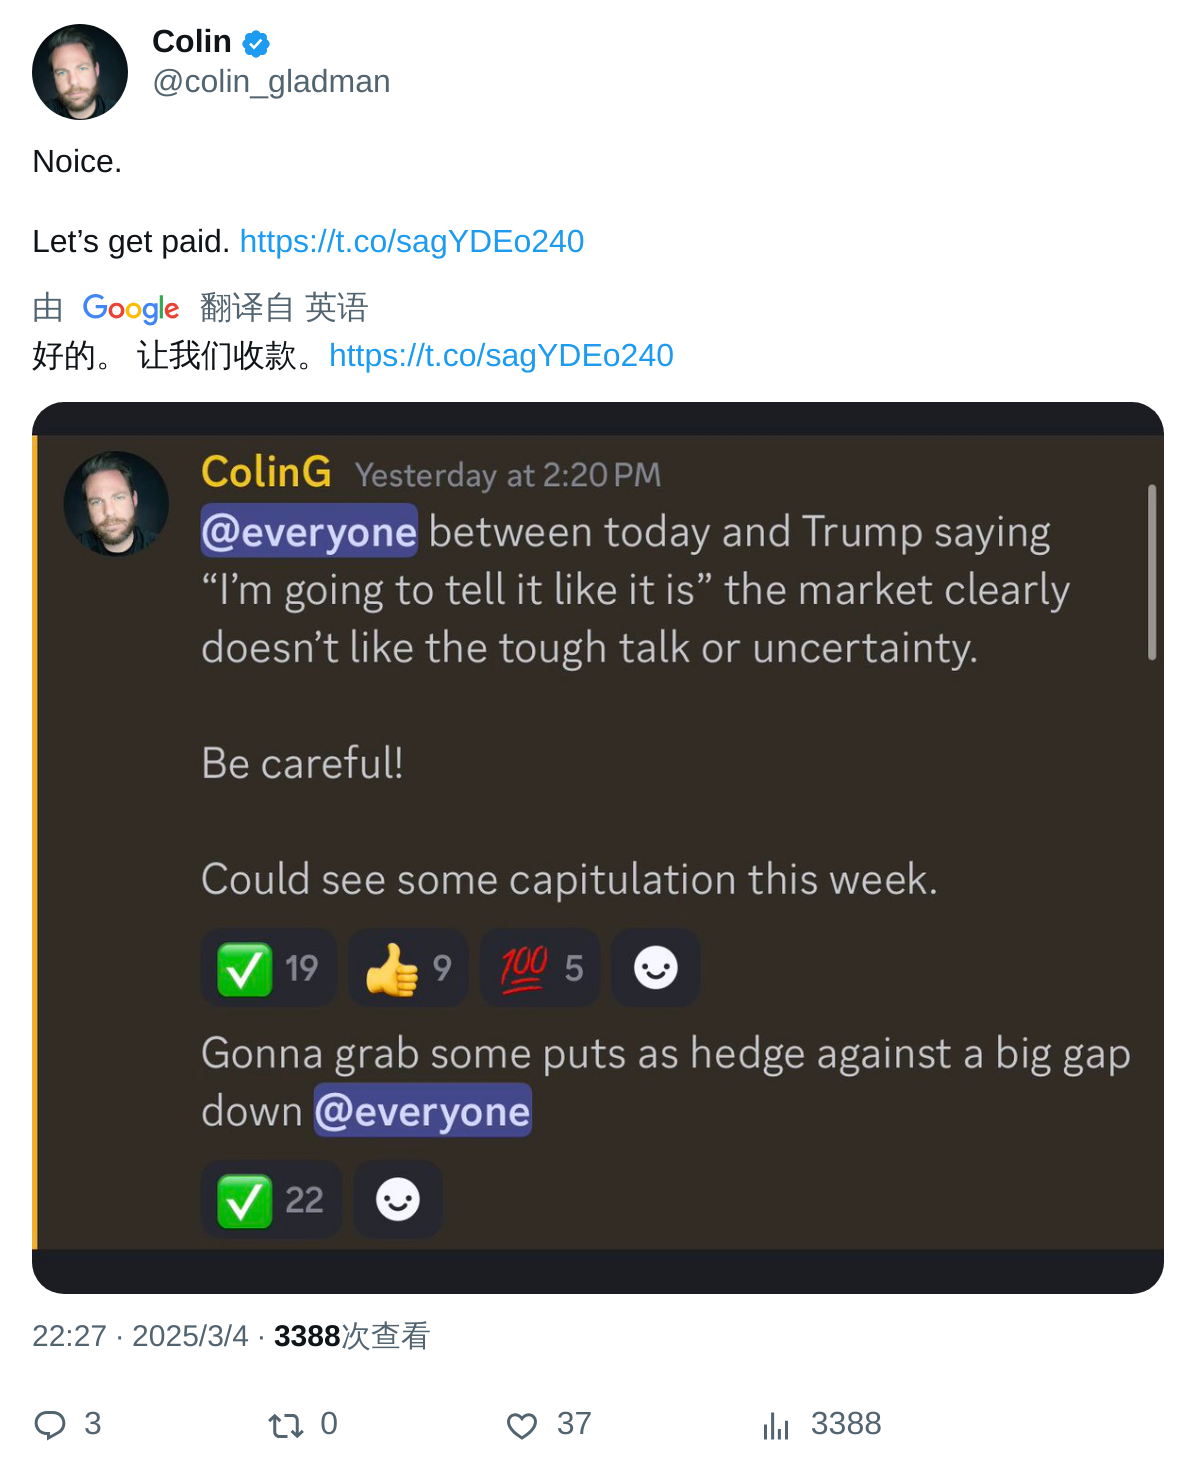 Colin
@colin_gladman
Noice.
Let’s get paid. https://t.co/sagYDEo240
由 Google 翻译自 英语
好的。 让我们收款。https://t.co/sagYDEo240
ColinG Yesterday at 2:20 PM
@everyone between today and Trump saying
“I’m going to tell it like it is” the market clearly
doesn’t like the tough talk or uncertainty.
Be careful!
Could see some capitulation this week.
✅ 19 👍 9 💯 5
Gonna grab some puts as hedge against a big gap
down @everyone
✅ 22
22:27 · 2025/3/4 · 3388次查看
3 0 37 3388